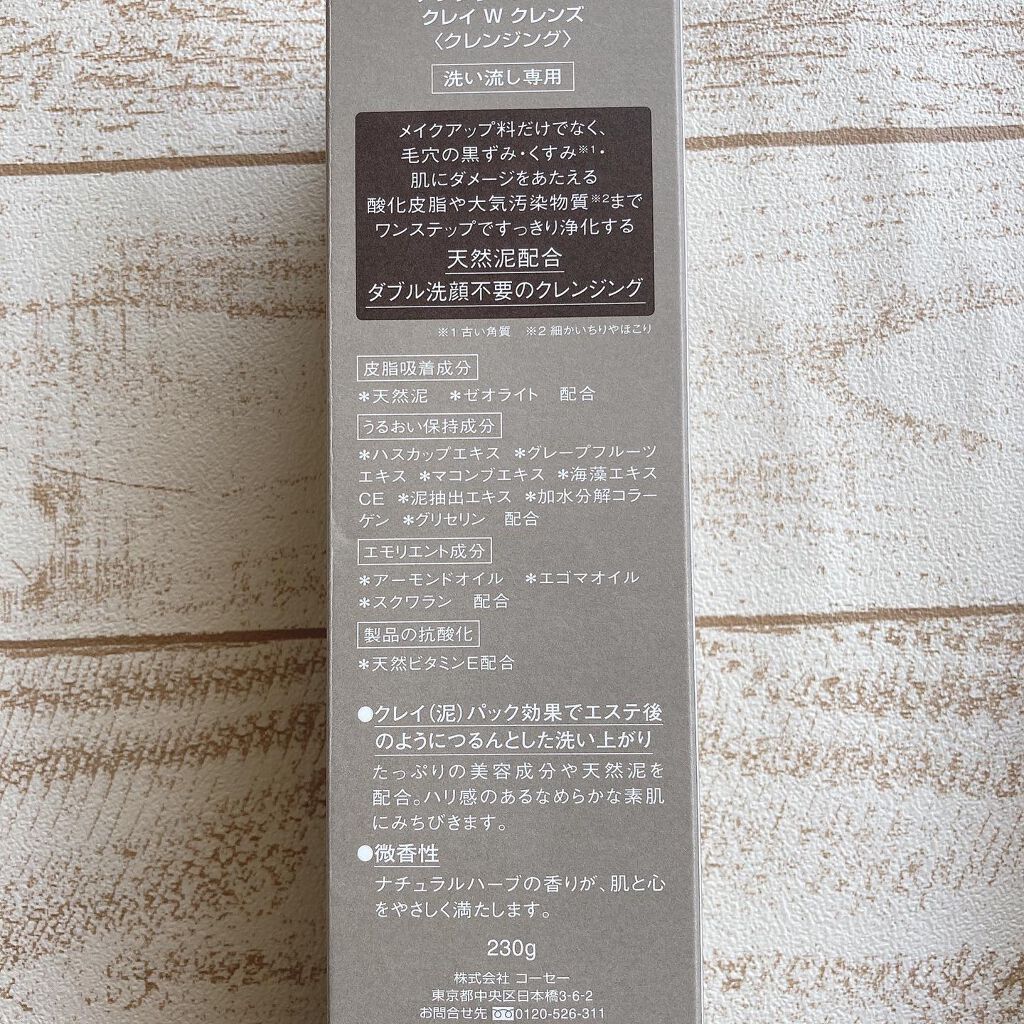 クレイ W クレンズ
〈クレンジング〉
洗い流し専用
メイクアップ料だけでなく、
毛穴の黒ずみ・くすみ※1・
肌にダメージをあたえる
酸化皮脂や大気汚染物質※2まで
ワンステップですっきり浄化する
天然泥配合
ダブル洗顔不要のクレンジング
※1 古い角質 ※2 細かいちりやほこり
皮脂吸着成分
＊天然泥 ＊ゼオライト 配合
うるおい保持成分
＊ハスカップエキス ＊グレープフルーツ
エキス ＊マコンブエキス ＊海藻エキス
CE ＊泥抽出エキス ＊加水分解コラー
ゲン ＊グリセリン 配合
エモリエント成分
＊アーモンドオイル ＊エゴマオイル
＊スクワラン 配合
製品の抗酸化
＊天然ビタミンE配合
●クレイ（泥）パック効果でエステ後
のようにつるんとした洗い上がり
たっぷりの美容成分や天然泥を
配合。ハリ感のあるなめらかな素肌
にみちびきます。
●微香性
ナチュラルハーブの香りが、肌と心
をやさしく満たします。
230g
株式会社 コーセー
東京都中央区日本橋3-6-2
お問合せ先 0120-526-311